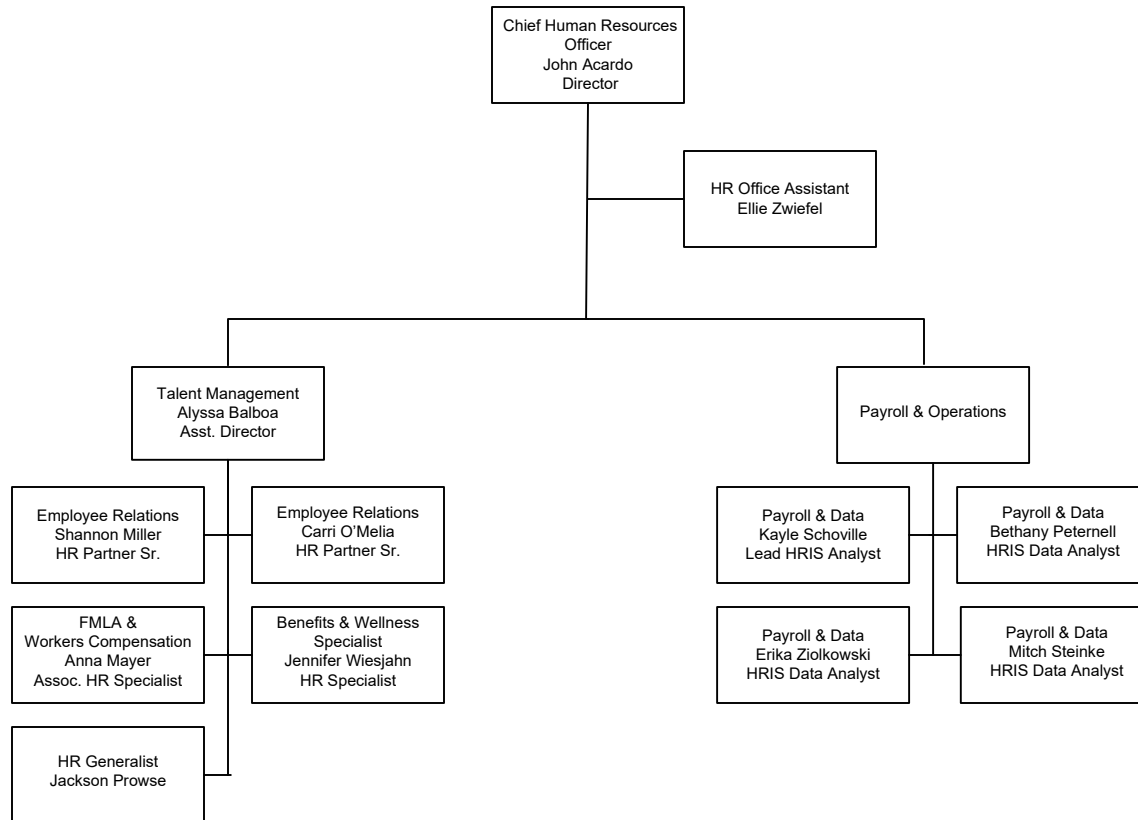 Chief Human Resources
Officer
John Acardo
Director
HR Office Assistant
Ellie Zwiefel
Talent Management
Alyssa Balboa
Asst. Director
Payroll & Operations
Employee Relations
Shannon Miller
HR Partner Sr.
Employee Relations
Carri O’Melia
HR Partner Sr.
Payroll & Data
Kayle Schoville
Lead HRIS Analyst
Payroll & Data
Bethany Peternell
HRIS Data Analyst
FMLA &
Workers Compensation
Anna Mayer
Assoc. HR Specialist
Benefits & Wellness
Specialist
Jennifer Wiesjahn
HR Specialist
Payroll & Data
Erika Ziolkowski
HRIS Data Analyst
Payroll & Data
Mitch Steinke
HRIS Data Analyst
HR Generalist
Jackson Prowse